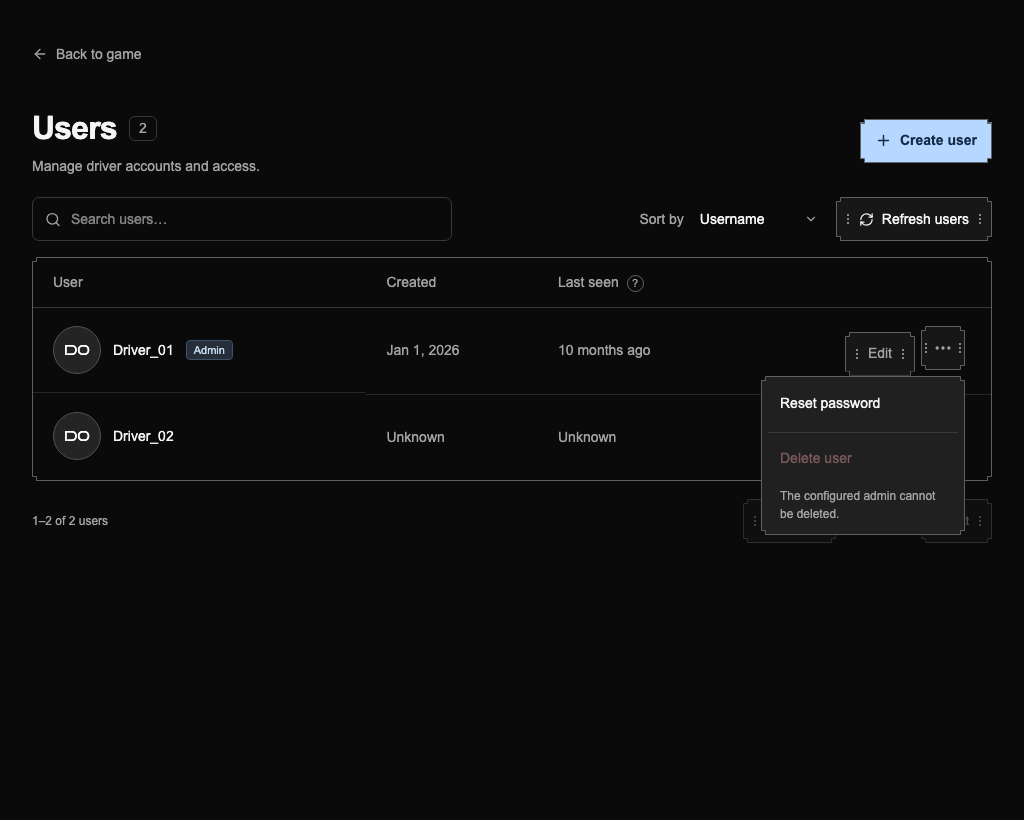 Back to game
Users 2
Create user
Manage driver accounts and access.
Search users…
Sort by Username
Refresh users
User Created Last seen ?
DO Driver_01 Admin Jan 1, 2026 10 months ago Edit
Reset password
DO Driver_02 Unknown Unknown
Delete user
The configured admin cannot
be deleted.
1–2 of 2 users